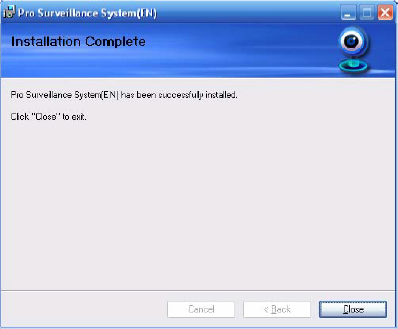 Pro Surveillance System(EN)
Installation Complete
Pro Surveillance System(EN) has been successfully installed.
Click "Close" to exit.
Cancel < Back Close